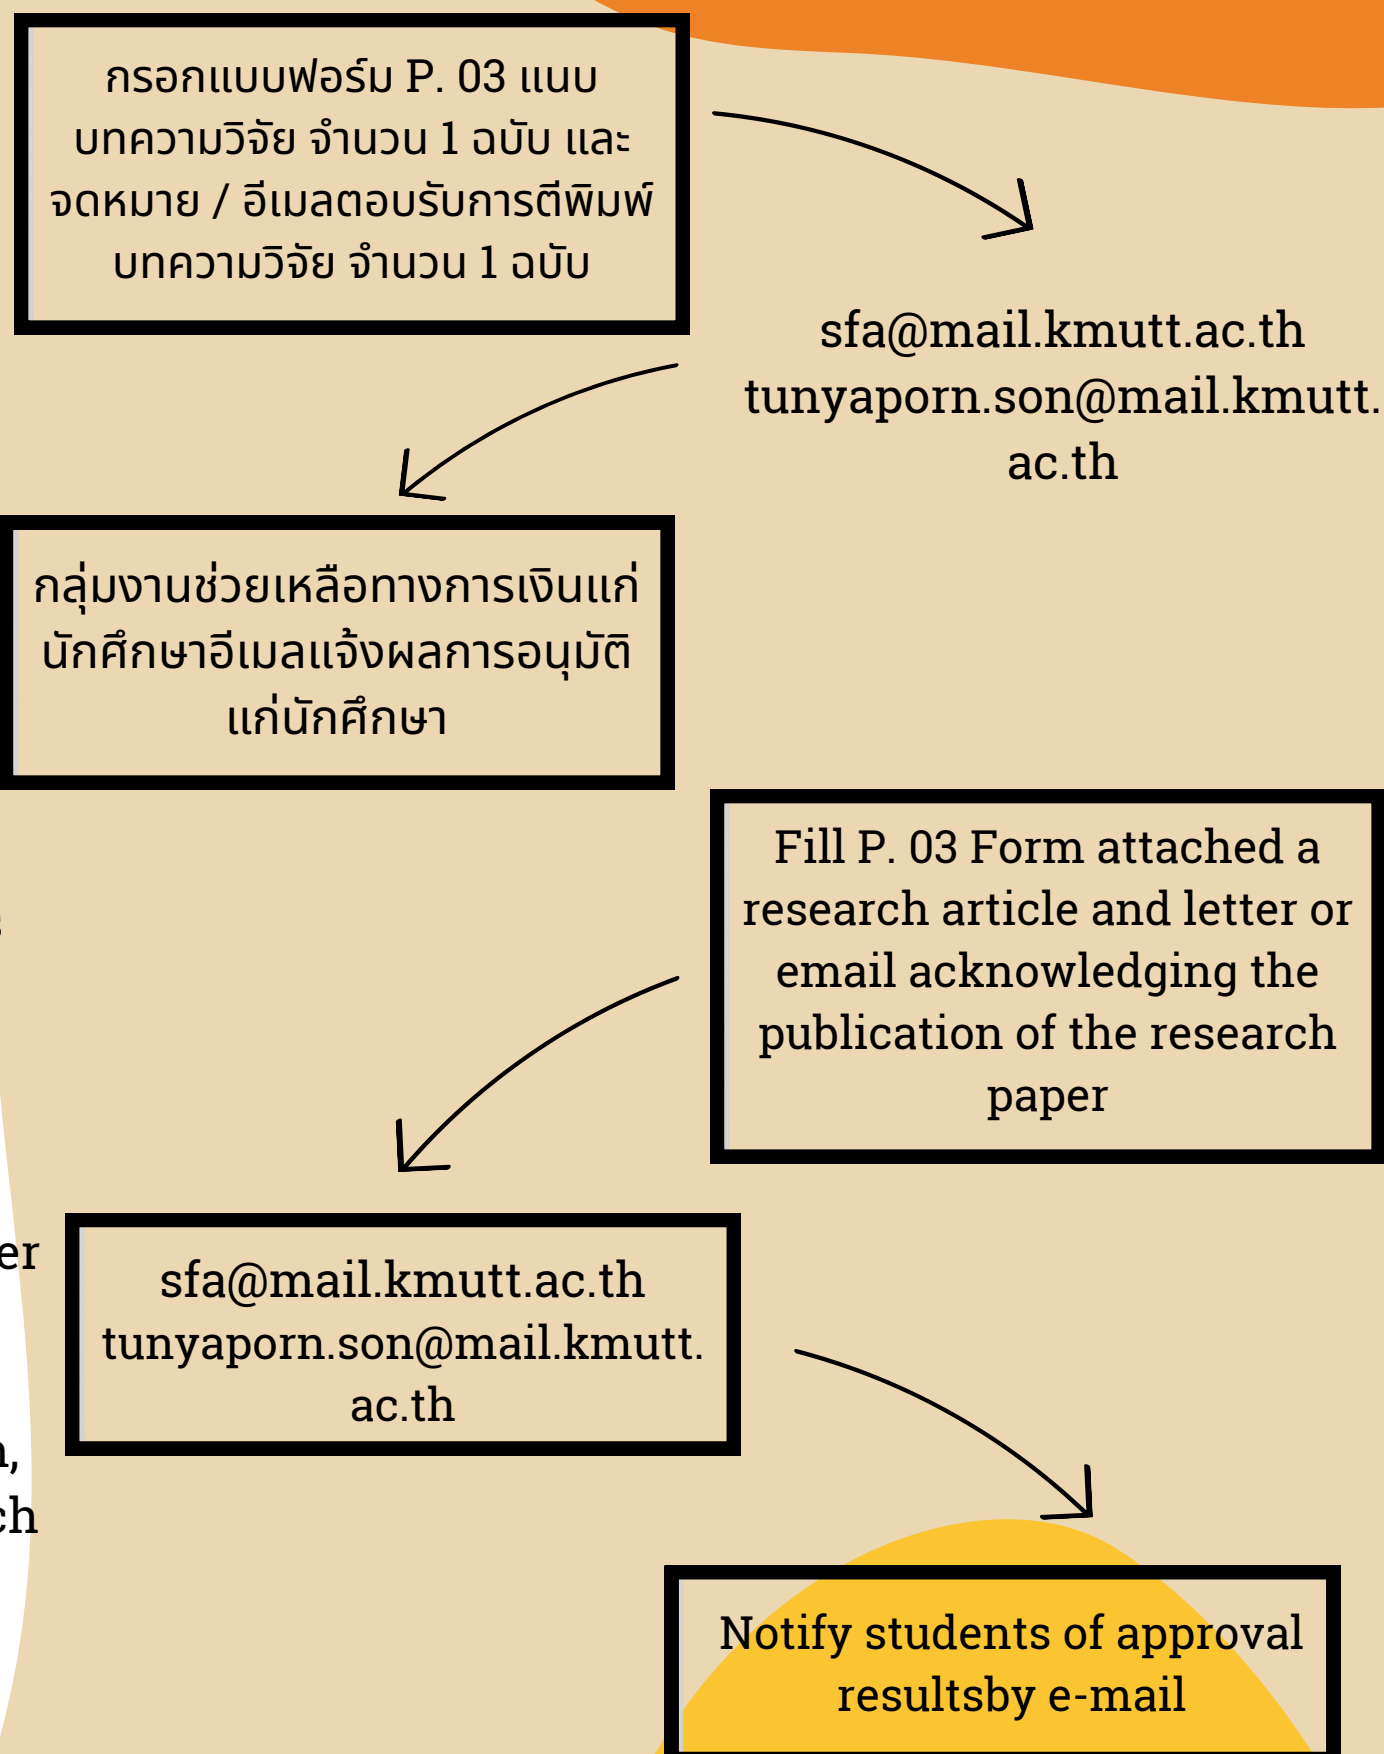 กรอกแบบฟอร์ม P. 03 แนบ
บทความวิจัย จำนวน 1 ฉบับ และ
จดหมาย / อีเมลตอบรับการตีพิมพ์
บทความวิจัย จำนวน 1 ฉบับ
sfa@mail.kmutt.ac.th
tunyaporn.son@mail.kmutt.
ac.th
กลุ่มงานช่วยเหลือทางการเงินแก่
นักศึกษาอีเมลแจ้งผลการอนุมัติ
แก่นักศึกษา
Fill P. 03 Form attached a
research article and letter or
email acknowledging the
publication of the research
paper
sfa@mail.kmutt.ac.th
tunyaporn.son@mail.kmutt.
ac.th
Notify students of approval
resultsby e-mail